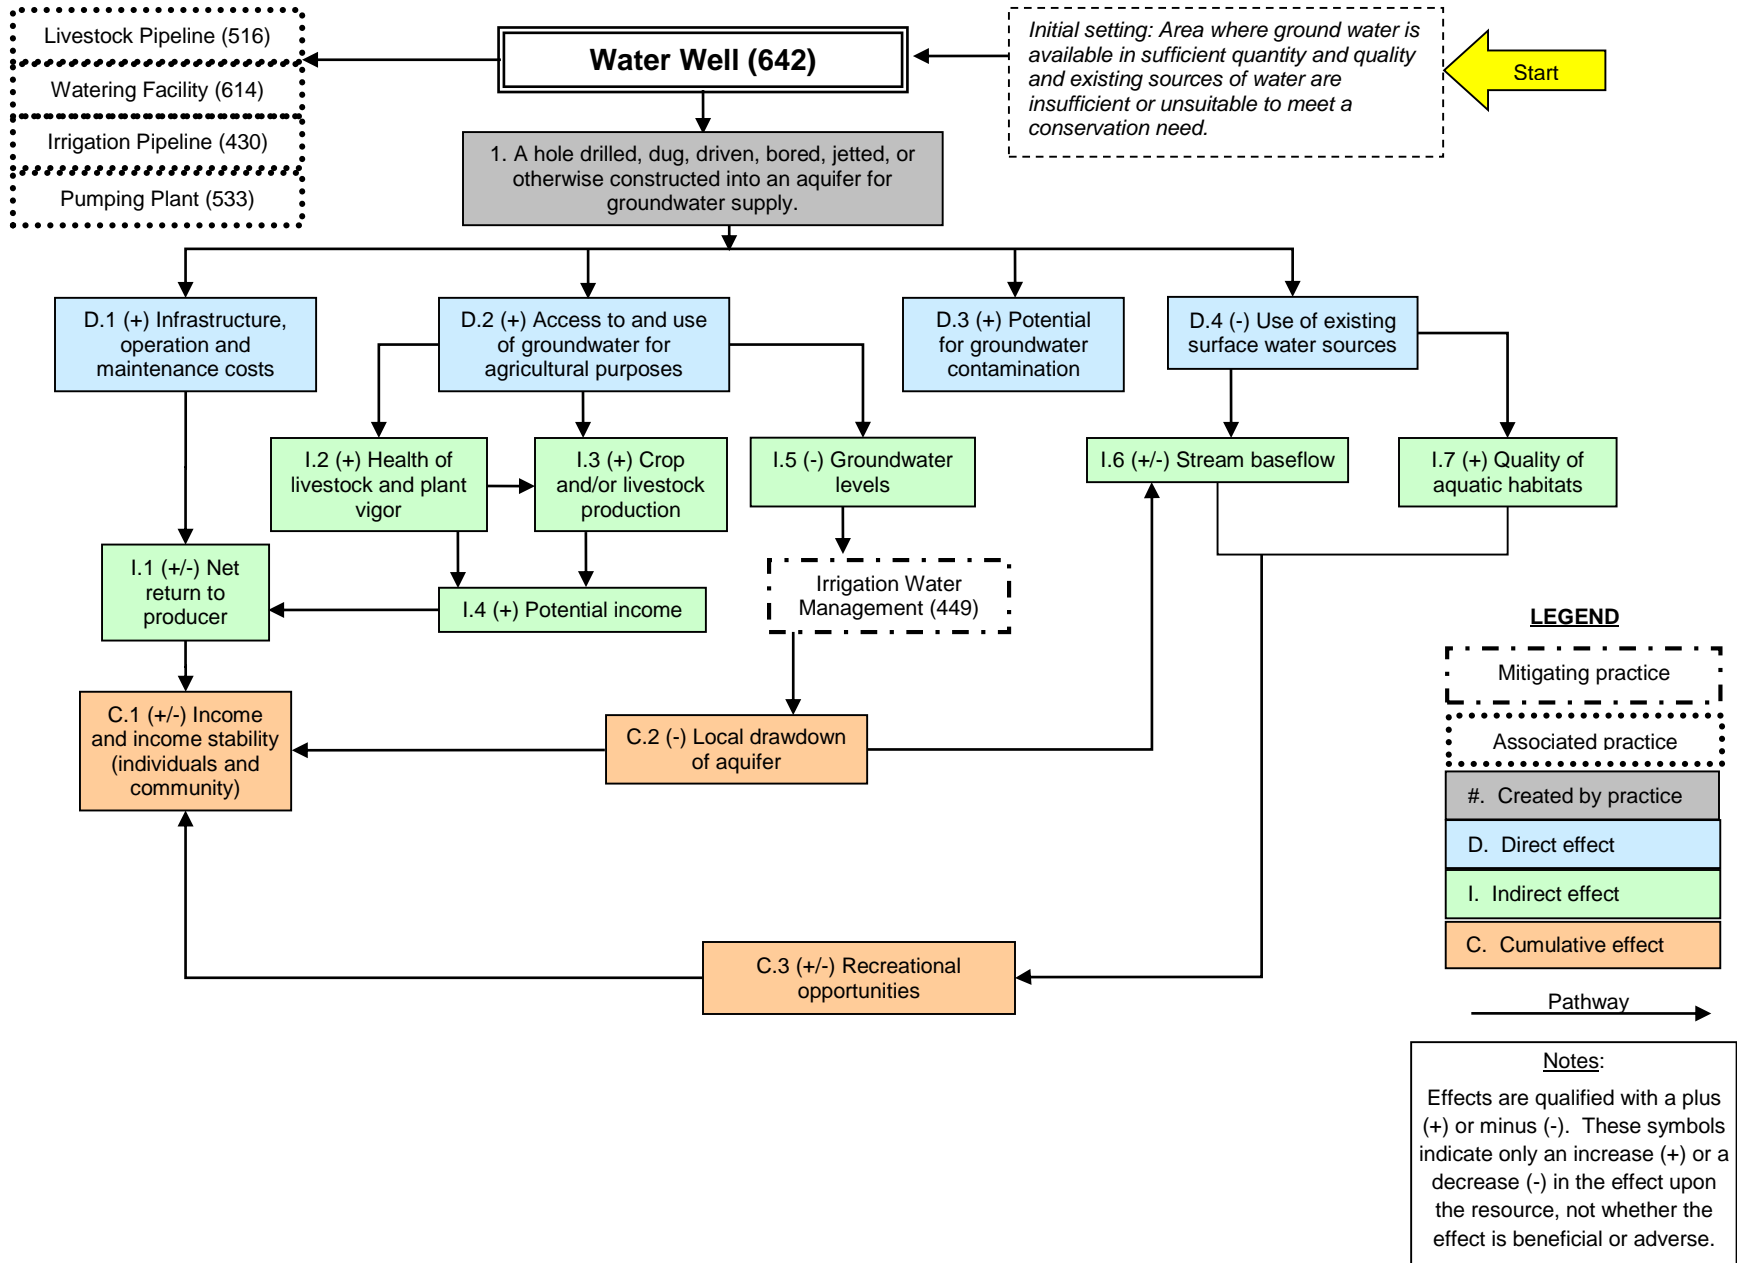 Livestock Pipeline (516)
Watering Facility (614)
Irrigation Pipeline (430)
Pumping Plant (533)
Water Well (642)
Initial setting: Area where ground water is
available in sufficient quantity and quality
and existing sources of water are
insufficient or unsuitable to meet a
conservation need.
Start
1. A hole drilled, dug, driven, bored, jetted, or
otherwise constructed into an aquifer for
groundwater supply.
D.1 (+) Infrastructure,
operation and
maintenance costs
D.2 (+) Access to and use
of groundwater for
agricultural purposes
D.3 (+) Potential
for groundwater
contamination
D.4 (-) Use of existing
surface water sources
I.2 (+) Health of
livestock and plant
vigor
I.3 (+) Crop
and/or livestock
production
I.5 (-) Groundwater
levels
I.6 (+/-) Stream baseflow
I.7 (+) Quality of
aquatic habitats
I.1 (+/-) Net
return to
producer
I.4 (+) Potential income
Irrigation Water
Management (449)
C.1 (+/-) Income
and income stability
(individuals and
community)
C.2 (-) Local drawdown
of aquifer
C.3 (+/-) Recreational
opportunities
LEGEND
Mitigating practice
Associated practice
#. Created by practice
D. Direct effect
I. Indirect effect
C. Cumulative effect
Pathway
Notes:
Effects are qualified with a plus
(+) or minus (-). These symbols
indicate only an increase (+) or a
decrease (-) in the effect upon
the resource, not whether the
effect is beneficial or adverse.